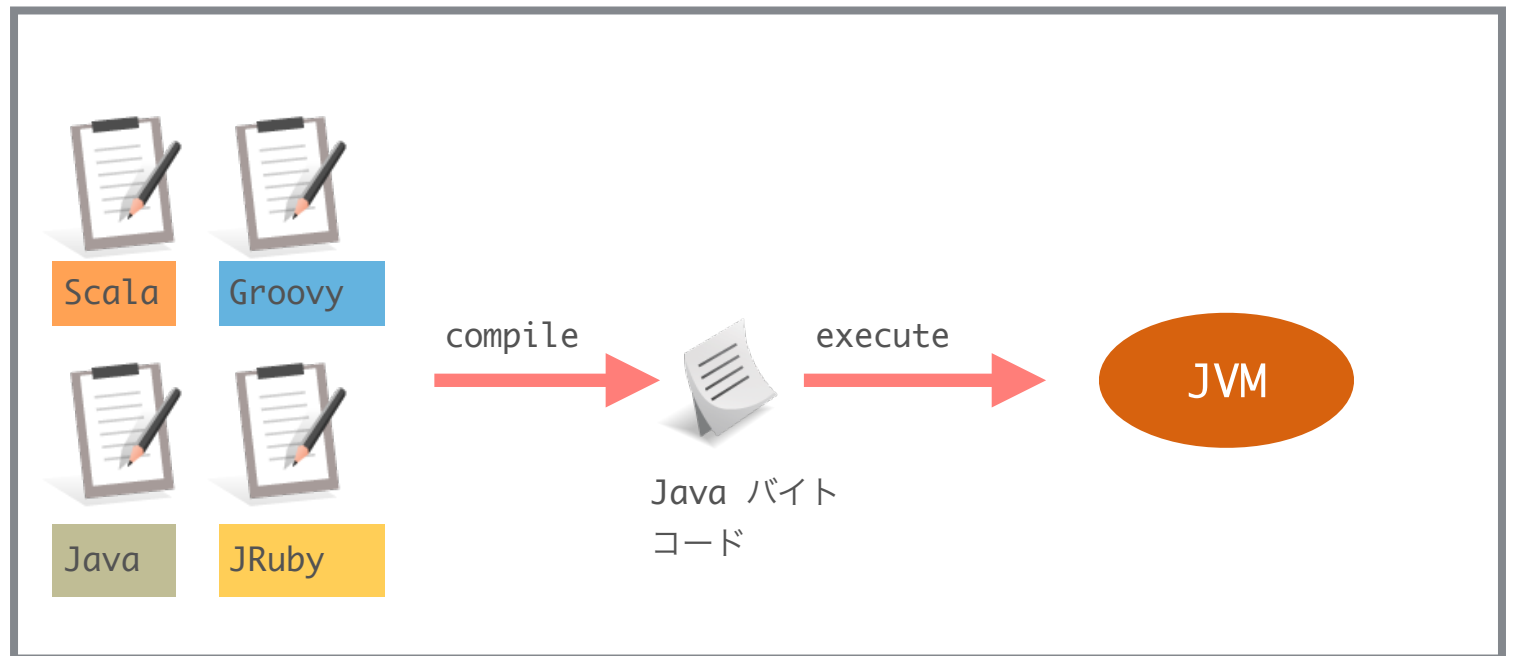 Scala
Groovy
compile
execute
JVM
Java バイト
コード
Java
JRuby